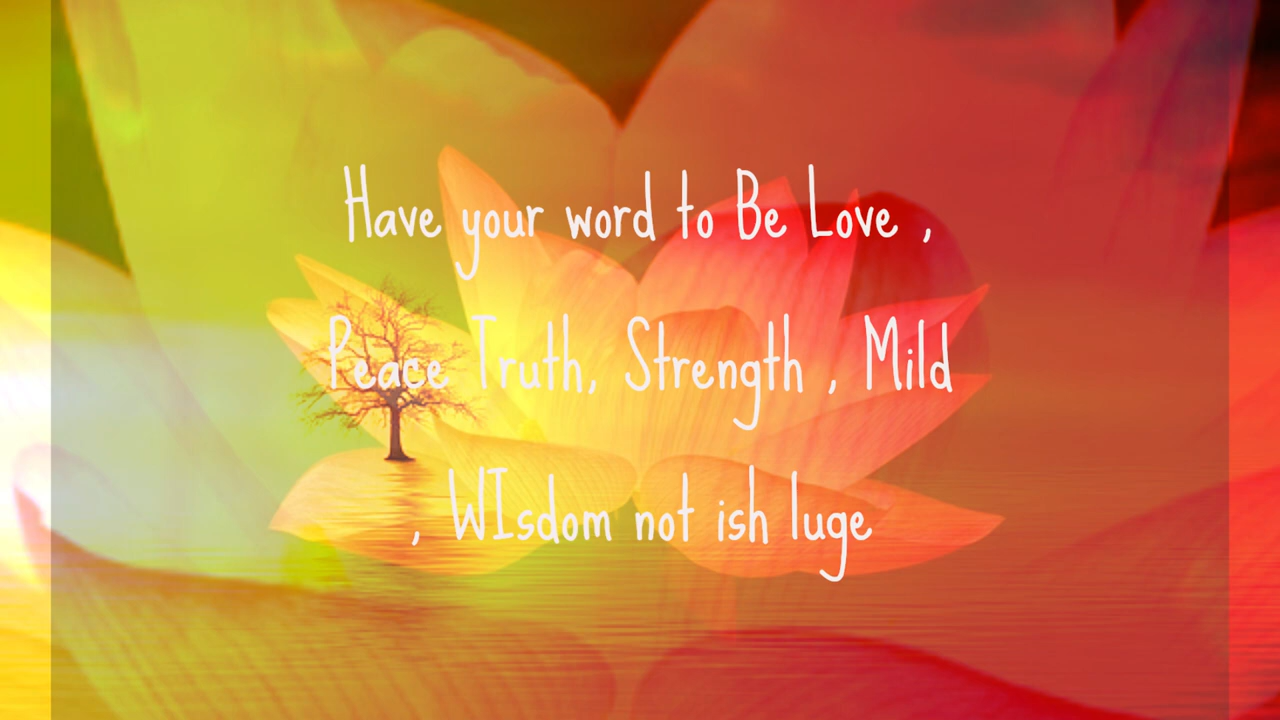 Have your word to Be Love ,
Peace Truth, Strength , Mild
, WIsdom not ish luge